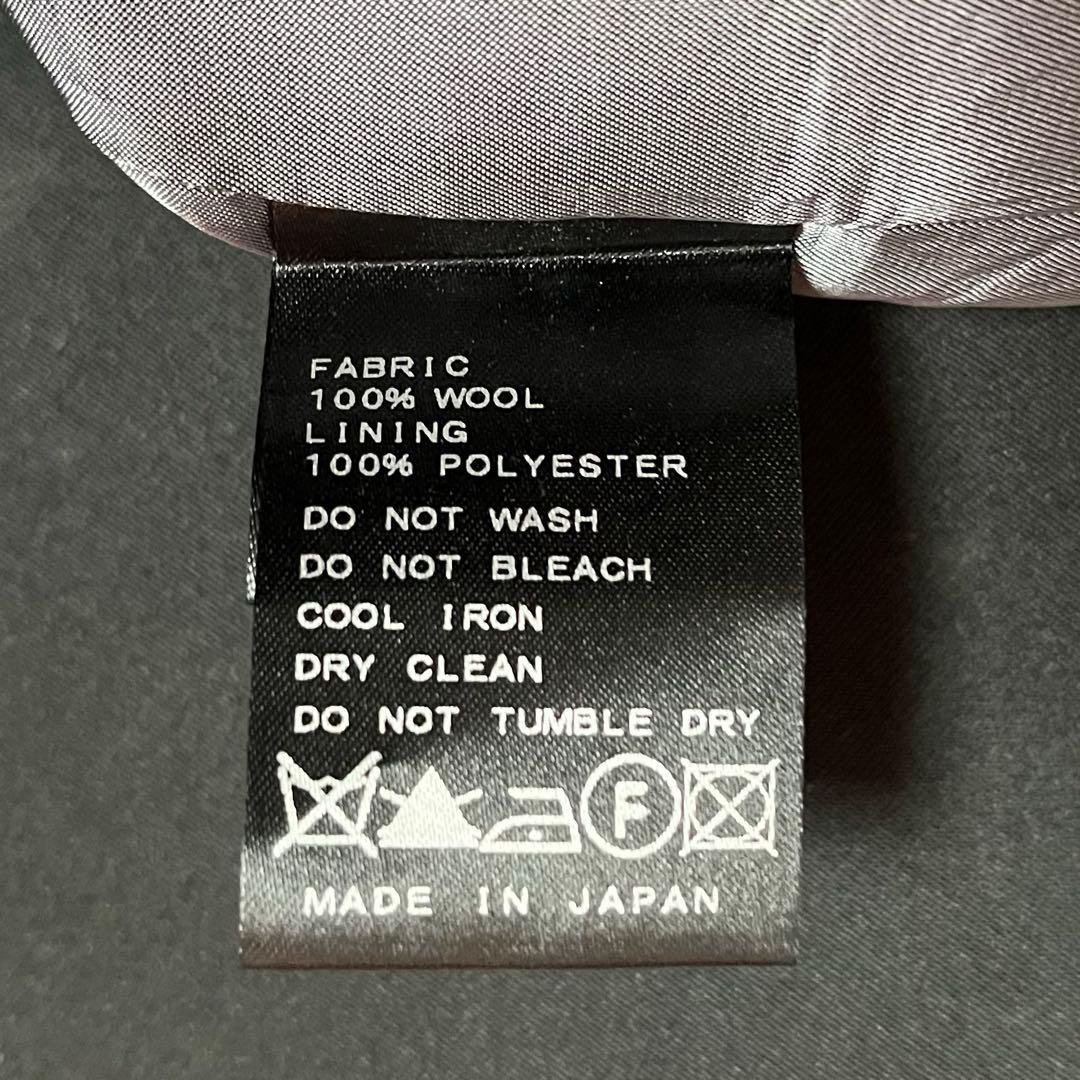 FABRIC
100% WOOL
LINING
100% POLYESTER
DO NOT WASH
DO NOT BLEACH
COOL IRON
DRY CLEAN
DO NOT TUMBLE DRY
F
MADE IN JAPAN